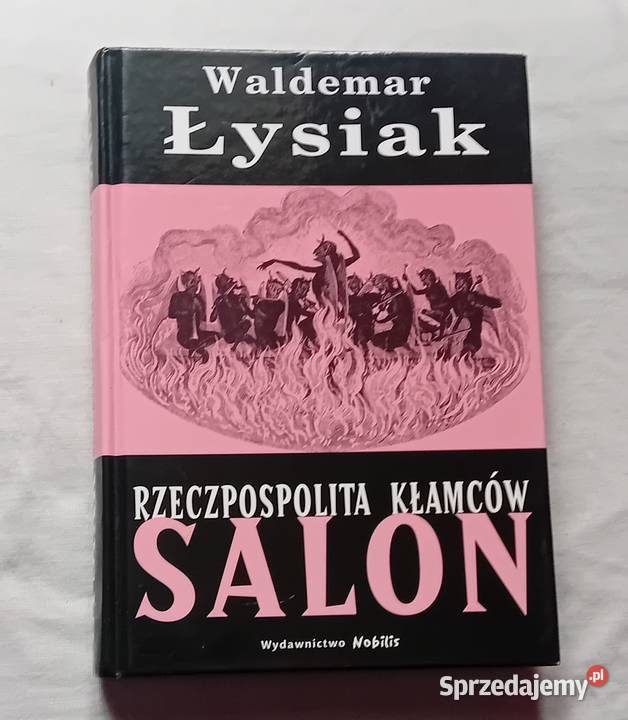 Waldemar
Łysiak
RZECZPOSPOLITA KŁAMCÓW
SALON
Wydawnictwo Nobilis
Sprzedajemy.pl